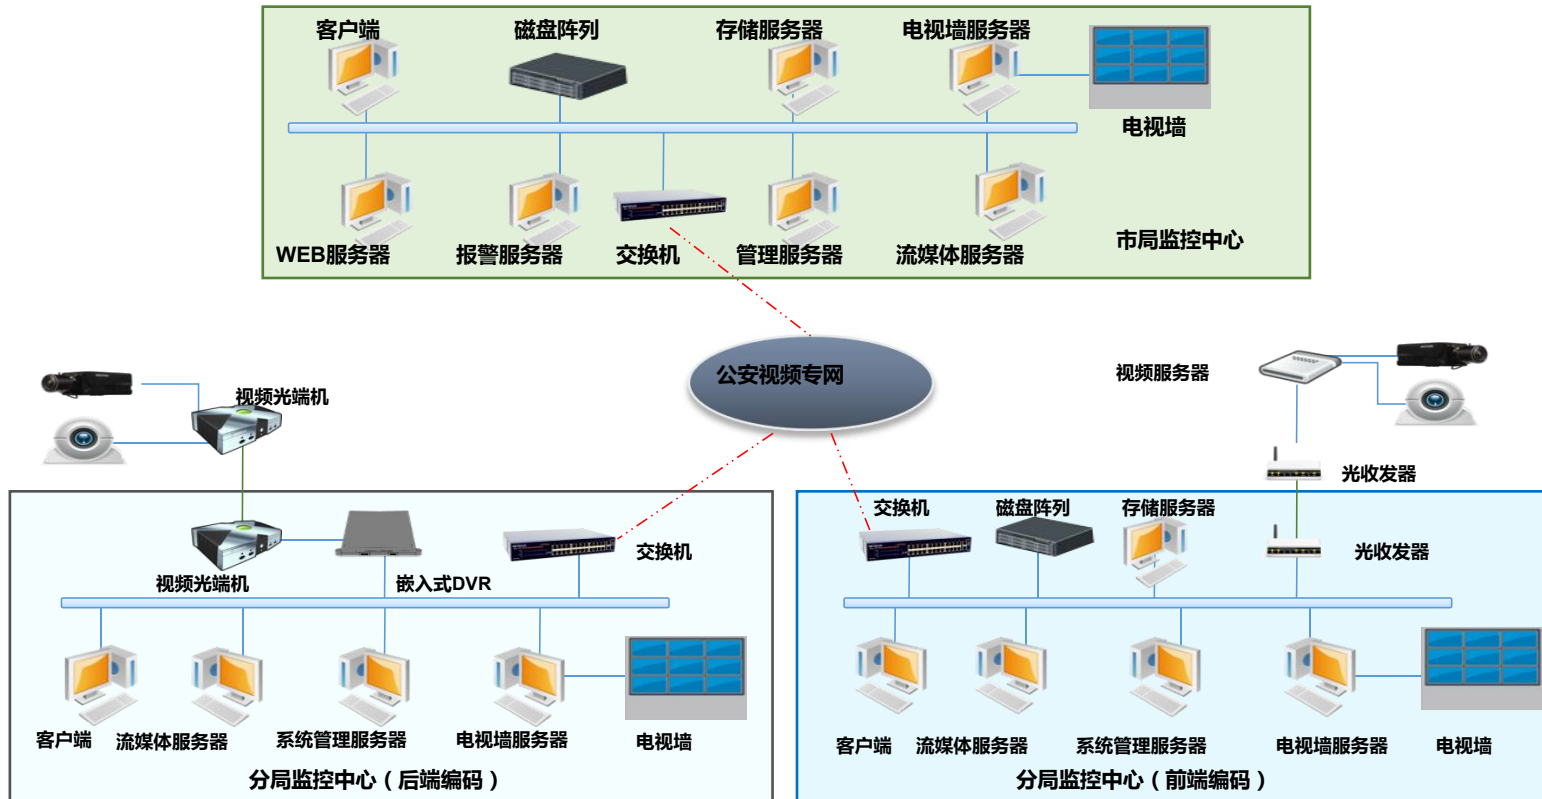 客户端
磁盘阵列
存储服务器
电视墙服务器
电视墙
WEB服务器
报警服务器
交换机
管理服务器
流媒体服务器
市局监控中心
公安视频专网
视频光端机
视频服务器
光收发器
视频光端机
嵌入式DVR
交换机
客户端
流媒体服务器
系统管理服务器
电视墙服务器
电视墙
分局监控中心（后端编码）
交换机
磁盘阵列
存储服务器
光收发器
客户端
流媒体服务器
系统管理服务器
电视墙服务器
电视墙
分局监控中心（前端编码）